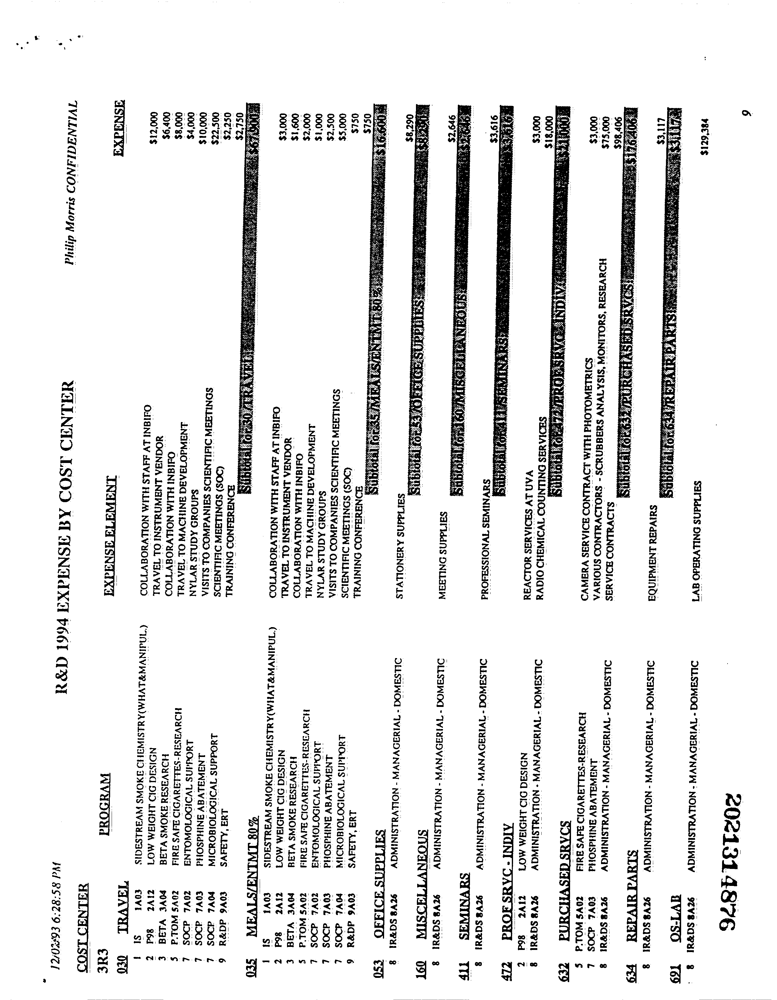 12/02/93 6:28:58 PM R&D 1994 EXPENSE BY COST CENTER Philip Morris CONFIDENTIAL
COST CENTER PROGRAM EXPENSE ELEMENT EXPENSE
3R3
030 TRAVEL
1 IS 1A03 SIDESTREAM SMOKE CHEMISTRY(WHAT&MANIPUL.) COLLABORATION WITH STAFF AT INBIFO $12,000
2 P98 2A12 LOW WEIGHT CIG DESIGN TRAVEL TO INSTRUMENT VENDOR $6,400
3 BETA 3A04 BETA SMOKE RESEARCH COLLABORATION WITH INBIFO $8,000
5 P.TOM 5A02 FIRE SAFE CIGARETTES-RESEARCH TRAVEL TO MACHINE DEVELOPMENT $4,000
7 SOCP 7A02 ENTOMOLOGICAL SUPPORT NYLAR STUDY GROUPS $10,000
7 SOCP 7A03 PHOSPHINE ABATEMENT VISITS TO COMPANIES SCIENTIFIC MEETINGS $22,500
7 SOCP 7A04 MICROBIOLOGICAL SUPPORT SCIENTIFIC MEETINGS (SOC) $2,250
9 R&DP 9A03 SAFETY, ERT TRAINING CONFERENCE $2,750
Subtotal for 30/TRAVEL $67,900
035 MEALS/ENTMT 80%
1 IS 1A03 SIDESTREAM SMOKE CHEMISTRY(WHAT&MANIPUL.) COLLABORATION WITH STAFF AT INBIFO $3,000
2 P98 2A12 LOW WEIGHT CIG DESIGN TRAVEL TO INSTRUMENT VENDOR $1,600
3 BETA 3A04 BETA SMOKE RESEARCH COLLABORATION WITH INBIFO $2,000
5 P.TOM 5A02 FIRE SAFE CIGARETTES-RESEARCH TRAVEL TO MACHINE DEVELOPMENT $1,000
7 SOCP 7A02 ENTOMOLOGICAL SUPPORT NYLAR STUDY GROUPS $2,500
7 SOCP 7A03 PHOSPHINE ABATEMENT VISITS TO COMPANIES SCIENTIFIC MEETINGS $5,000
7 SOCP 7A04 MICROBIOLOGICAL SUPPORT SCIENTIFIC MEETINGS (SOC) $750
9 R&DP 9A03 SAFETY, ERT TRAINING CONFERENCE $750
Subtotal for 35/MEALS/ENTMT 80% $16,600
053 OFFICE SUPPLIES
8 IR&DS 8A26 ADMINISTRATION - MANAGERIAL - DOMESTIC STATIONERY SUPPLIES $8,290
Subtotal for 53/OFFICE SUPPLIES $8,290
160 MISCELLANEOUS
8 IR&DS 8A26 ADMINISTRATION - MANAGERIAL - DOMESTIC MEETING SUPPLIES $2,646
Subtotal for 160/MISCELLANEOUS $2,646
411 SEMINARS
8 IR&DS 8A26 ADMINISTRATION - MANAGERIAL - DOMESTIC PROFESSIONAL SEMINARS $3,616
Subtotal for 411/SEMINARS $3,616
472 PROF SRVC - INDIV
2 P98 2A12 LOW WEIGHT CIG DESIGN REACTOR SERVICES AT UVA $3,000
8 IR&DS 8A26 ADMINISTRATION - MANAGERIAL - DOMESTIC RADIO CHEMICAL COUNTING SERVICES $18,000
Subtotal for 472/PROF SRVC - INDIV $21,000
632 PURCHASED SRVCS
5 P.TOM 5A02 FIRE SAFE CIGARETTES-RESEARCH CAMERA SERVICE CONTRACT WITH PHOTOMETRICS $3,000
7 SOCP 7A03 PHOSPHINE ABATEMENT VARIOUS CONTRACTORS - SCRUBBERS ANALYSIS, MONITORS, RESEARCH $75,000
8 IR&DS 8A26 ADMINISTRATION - MANAGERIAL - DOMESTIC SERVICE CONTRACTS $98,406
Subtotal for 632/PURCHASED SRVCS $176,406
634 REPAIR PARTS
8 IR&DS 8A26 ADMINISTRATION - MANAGERIAL - DOMESTIC EQUIPMENT REPAIRS $3,117
Subtotal for 634/REPAIR PARTS $3,117
691 OS-LAB
8 IR&DS 8A26 ADMINISTRATION - MANAGERIAL - DOMESTIC LAB OPERATING SUPPLIES $129,384
9
2021314876